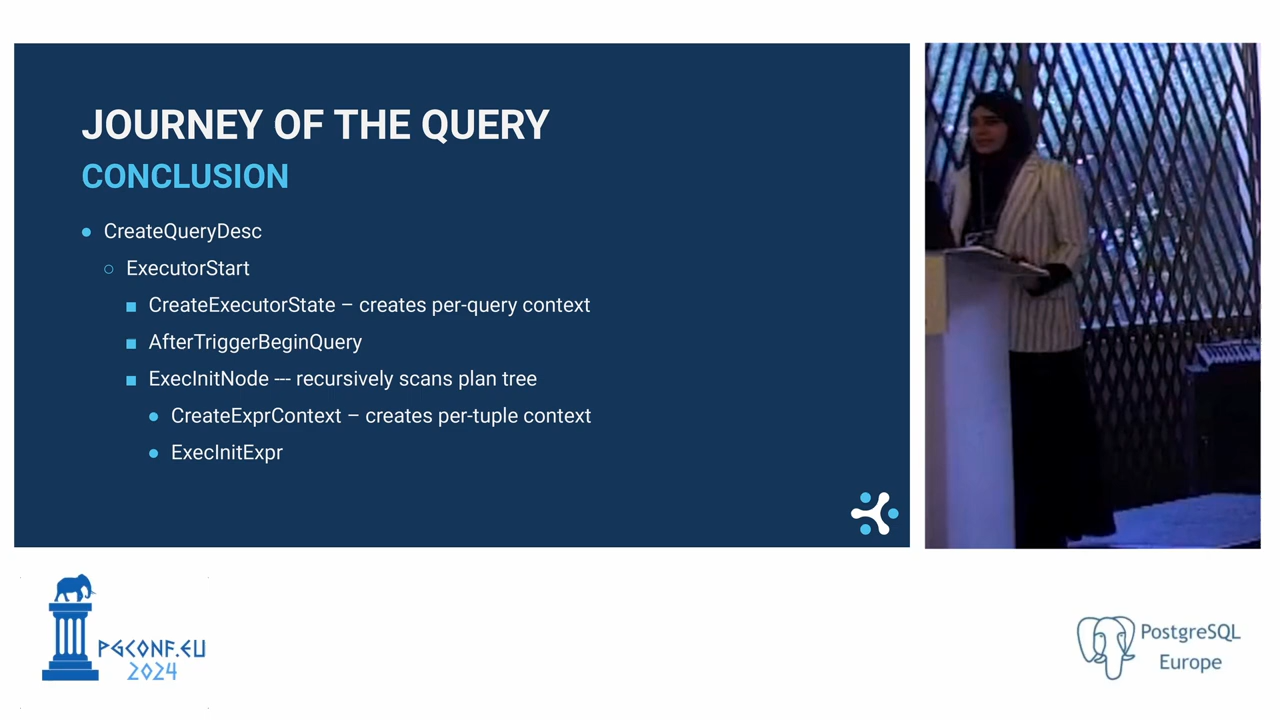 JOURNEY OF THE QUERY
CONCLUSION
● CreateQueryDesc
○ ExecutorStart
■ CreateExecutorState – creates per-query context
■ AfterTriggerBeginQuery
■ ExecInitNode --- recursively scans plan tree
● CreateExprContext – creates per-tuple context
● ExecInitExpr
PGCONF.EU
2024
PostgreSQL
Europe